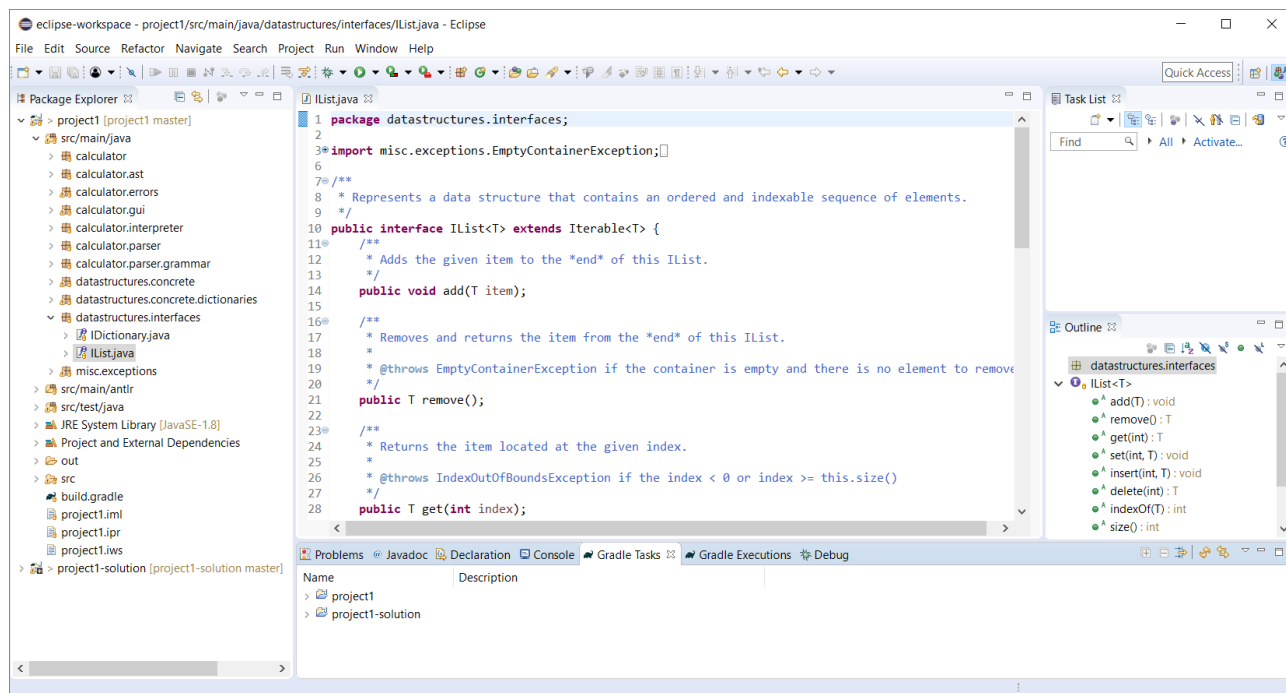 eclipse-workspace - project1/src/main/java/datastructures/interfaces/IList.java - Eclipse
File Edit Source Refactor Navigate Search Project Run Window Help
Quick Access
Package Explorer
> project1 [project1 master]
src/main/java
calculator
calculator.ast
calculator.errors
calculator.gui
calculator.interpreter
calculator.parser
calculator.parser.grammar
datastructures.concrete
datastructures.concrete.dictionaries
datastructures.interfaces
IDictionary.java
IList.java
misc.exceptions
src/main/antlr
src/test/java
JRE System Library [JavaSE-1.8]
Project and External Dependencies
out
src
build.gradle
project1.iml
project1.ipr
project1.iws
> project1-solution [project1-solution master]
IList.java
1 package datastructures.interfaces;
2
3 import misc.exceptions.EmptyContainerException;
6
7 /**
8 * Represents a data structure that contains an ordered and indexable sequence of elements.
9 */
10 public interface IList<T> extends Iterable<T> {
11 /**
12 * Adds the given item to the *end* of this IList.
13 */
14 public void add(T item);
15
16 /**
17 * Removes and returns the item from the *end* of this IList.
18 *
19 * @throws EmptyContainerException if the container is empty and there is no element to remove
20 */
21 public T remove();
22
23 /**
24 * Returns the item located at the given index.
25 *
26 * @throws IndexOutOfBoundsException if the index < 0 or index >= this.size()
27 */
28 public T get(int index);
Task List
Find All Activate...
Outline
datastructures.interfaces
IList<T>
add(T) : void
remove() : T
get(int) : T
set(int, T) : void
insert(int, T) : void
delete(int) : T
indexOf(T) : int
size() : int
Problems Javadoc Declaration Console Gradle Tasks Gradle Executions Debug
Name Description
project1
project1-solution